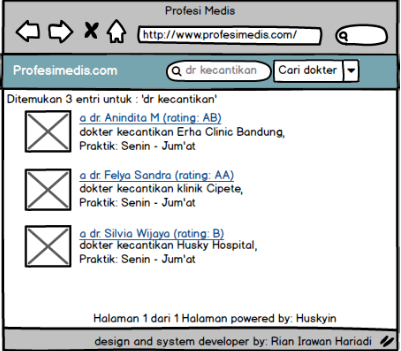 Profesi Medis
http://www.profesimedis.com/
Profesimedis.com
dr kecantikan
Cari dokter
Ditemukan 3 entri untuk : 'dr kecantikan'
a dr. Anindita M (rating: AB)
dokter kecantikan Erha Clinic Bandung,
Praktik: Senin - Jum'at
a dr. Felya Sandra (rating: AA)
dokter kecantikan klinik Cipete,
Praktik: Senin - Jum'at
a dr. Silvia Wijaya (rating: B)
dokter kecantikan Husky Hospital,
Praktik: Senin - Jum'at
Halaman 1 dari 1 Halaman powered by: Huskyin
design and system developer by: Rian Irawan Hariadi